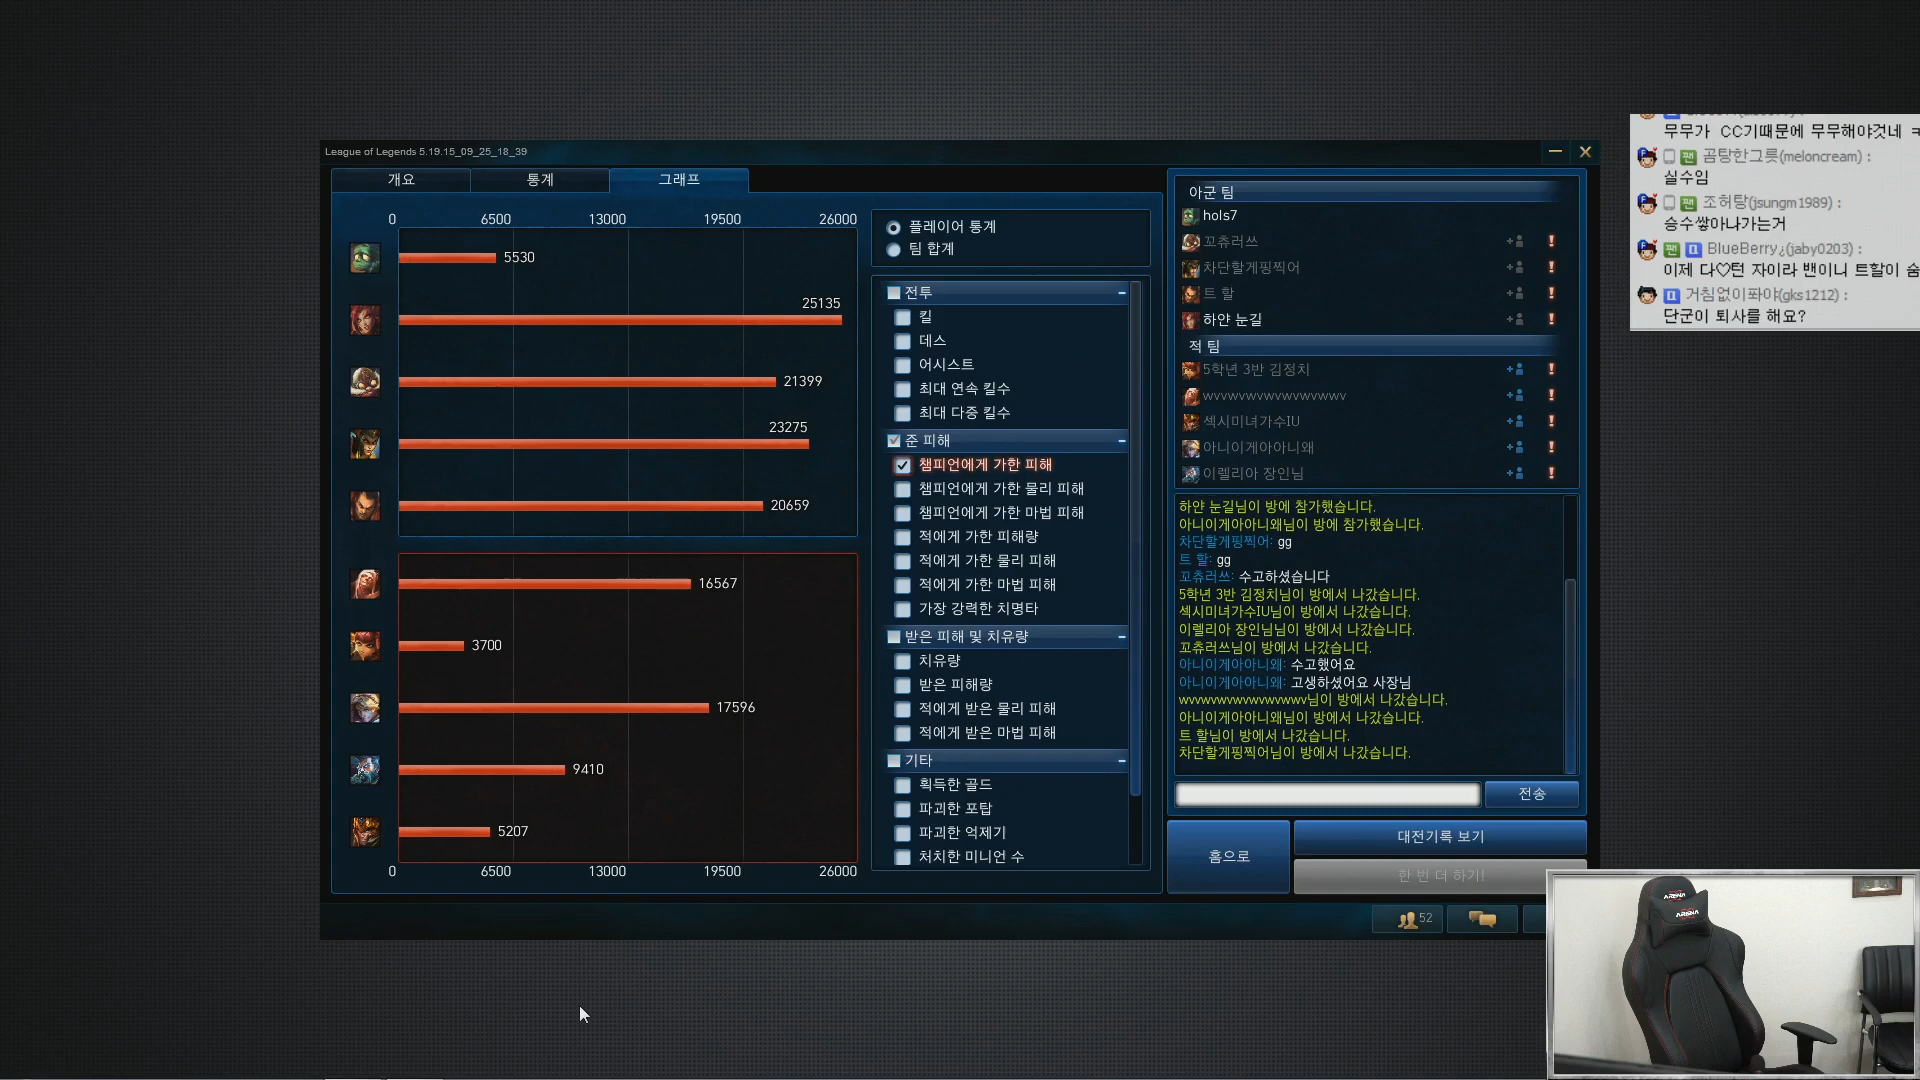 League of Legends 5.19.15_09_25_18_39
개요
통계
그래프
0 6500 13000 19500 26000
5530
25135
21399
23275
20659
16567
3700
17596
9410
5207
0 6500 13000 19500 26000
플레이어 통계
팀 합계
전투
킬
데스
어시스트
최대 연속 킬수
최대 다중 킬수
준 피해
챔피언에게 가한 피해
챔피언에게 가한 물리 피해
챔피언에게 가한 마법 피해
적에게 가한 피해량
적에게 가한 물리 피해
적에게 가한 마법 피해
가장 강력한 치명타
받은 피해 및 치유량
치유량
받은 피해량
적에게 받은 물리 피해
적에게 받은 마법 피해
기타
획득한 골드
파괴한 포탑
파괴한 억제기
처치한 미니언 수
아군 팀
hols7
꼬츄러쓰
차단할게핑찍어
트 할
하얀 눈길
적 팀
5학년 3반 김정치
wvwvwvwvwvwvwwv
섹시미녀가수IU
아니이게아아니왜
이렐리아 장인님
하얀 눈길님이 방에 참가했습니다.
아니이게아아니왜님이 방에 참가했습니다.
차단할게핑찍어: gg
트 할: gg
꼬츄러쓰: 수고하셨습니다
5학년 3반 김정치님이 방에서 나갔습니다.
섹시미녀가수IU님이 방에서 나갔습니다.
이렐리아 장인님님이 방에서 나갔습니다.
꼬츄러쓰님이 방에서 나갔습니다.
아니이게아아니왜: 수고했어요
아니이게아아니왜: 고생하셨어요 사장님
wvwvwvwvwvwvwwv님이 방에서 나갔습니다.
아니이게아아니왜님이 방에서 나갔습니다.
트 할님이 방에서 나갔습니다.
차단할게핑찍어님이 방에서 나갔습니다.
전송
홈으로
대전기록 보기
한 번 더 하기!
52
무무가 CC기때문에 무무해야것네
팬 곰탕한그릇(meloncream) :
실수임
팬 조허탕(jsungm1989) :
승수쌓아나가는거
팬 BlueBerry¿(jaby0203) :
이제 다♡턴 자이라 밴이니 트할이 숨
거침없이퐈야(gks1212) :
단군이 퇴사를 해요?
ARENA
ARENA